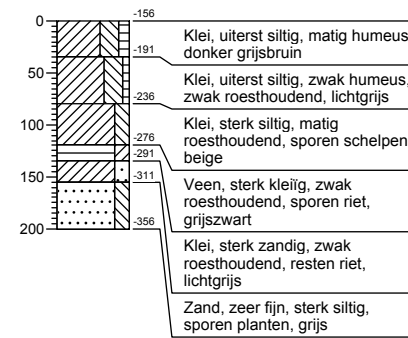 0
50
100
150
200
-156
-191
-236
-276
-291
-311
-356
Klei, uiterst siltig, matig humeus,
donker grijsbruin
Klei, uiterst siltig, zwak humeus,
zwak roesthoudend, lichtgrijs
Klei, sterk siltig, matig
roesthoudend, sporen schelpen,
beige
Veen, sterk kleiïg, zwak
roesthoudend, sporen riet,
grijszwart
Klei, sterk zandig, zwak
roesthoudend, resten riet,
lichtgrijs
Zand, zeer fijn, sterk siltig,
sporen planten, grijs